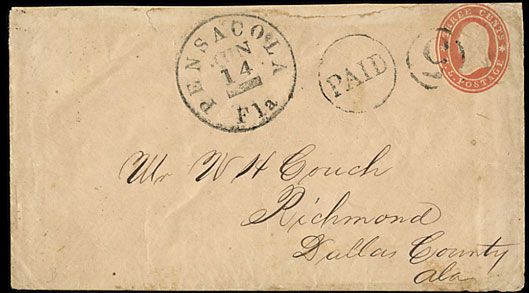 PENSACOLA
JUN
14
Fla
PAID
THREE CENTS
U.S. POSTAGE
Mr W H Couch
Richmond
Dallas County
Ala